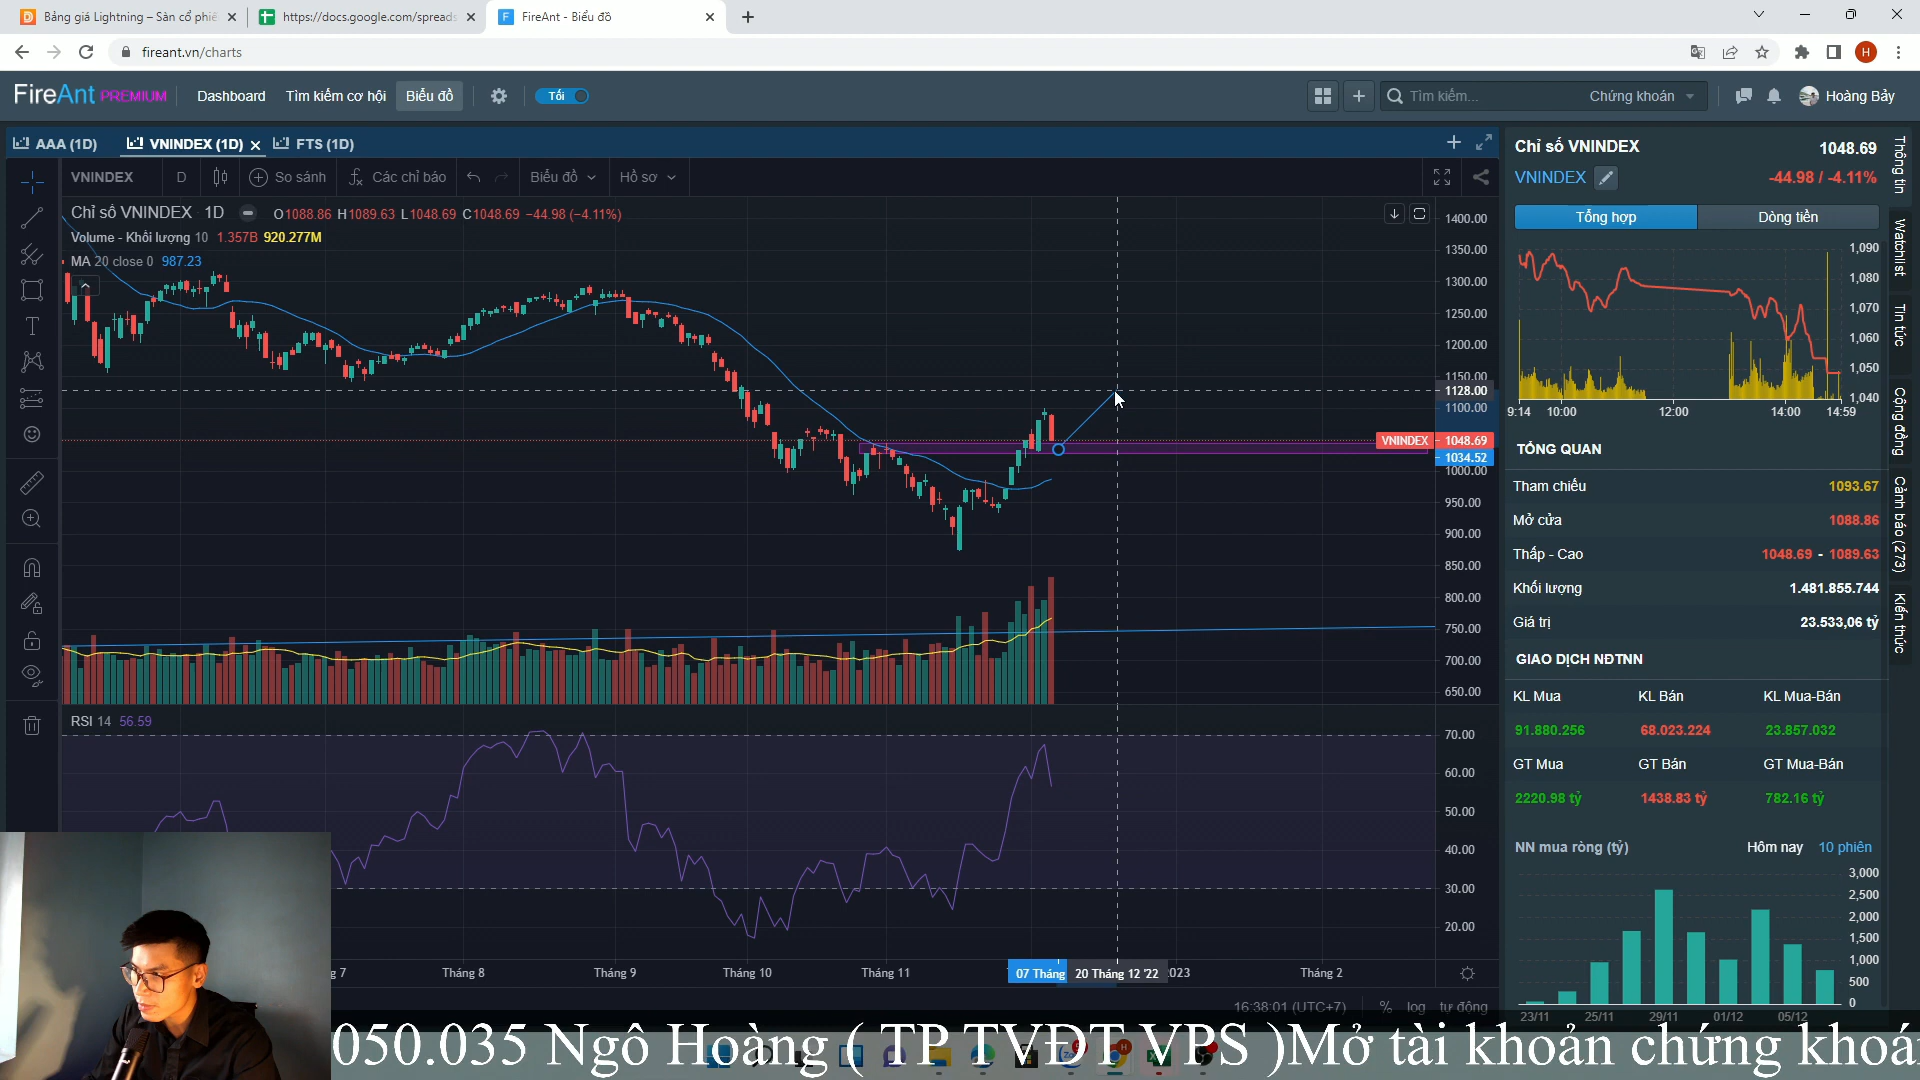 Bảng giá Lightning – Sàn cổ phiế
https://docs.google.com/spreads
FireAnt - Biểu đồ
fireant.vn/charts
FireAnt PREMIUM Dashboard Tìm kiếm cơ hội Biểu đồ Tối Tìm kiếm... Chứng khoán Hoàng Bảy
AAA (1D) VNINDEX (1D) FTS (1D)
VNINDEX D So sánh Các chỉ báo Biểu đồ Hồ sơ
Chỉ số VNINDEX 1D O1088.86 H1089.63 L1048.69 C1048.69 −44.98 (−4.11%)
Volume - Khối lượng 10 1.357B 920.277M
MA 20 close 0 987.23
1400.00
1350.00
1300.00
1250.00
1200.00
1150.00
1128.00
1100.00
VNINDEX 1048.69
1034.52
1000.00
950.00
900.00
850.00
800.00
750.00
700.00
650.00
RSI 14 56.59
70.00
60.00
50.00
40.00
30.00
20.00
7 Tháng 8 Tháng 9 Tháng 10 Tháng 11 07 Tháng 20 Tháng 12 '22 2023 Tháng 2
16:38:01 (UTC+7) % log tự động
Chỉ số VNINDEX 1048.69
VNINDEX -44.98 / -4.11%
Tổng hợp Dòng tiền
1,090
1,080
1,070
1,060
1,050
1,040
9:14 10:00 12:00 14:00 14:59
TỔNG QUAN
Tham chiếu 1093.67
Mở cửa 1088.86
Thấp - Cao 1048.69 - 1089.63
Khối lượng 1.481.855.744
Giá trị 23.533,06 tỷ
GIAO DỊCH NĐTNN
KL Mua KL Bán KL Mua-Bán
91.880.256 68.023.224 23.857.032
GT Mua GT Bán GT Mua-Bán
2220.98 tỷ 1438.83 tỷ 782.16 tỷ
NN mua ròng (tỷ) Hôm nay 10 phiên
3,000
2,500
2,000
1,500
1,000
500
0
23/11 25/11 29/11 01/12 05/12
Thông tin
Watchlist
Tin tức
Cộng đồng
Cảnh báo (273)
Kiến thức
050.035 Ngô Hoàng ( TP TVĐT VPS )Mở tài khoản chứng khoá